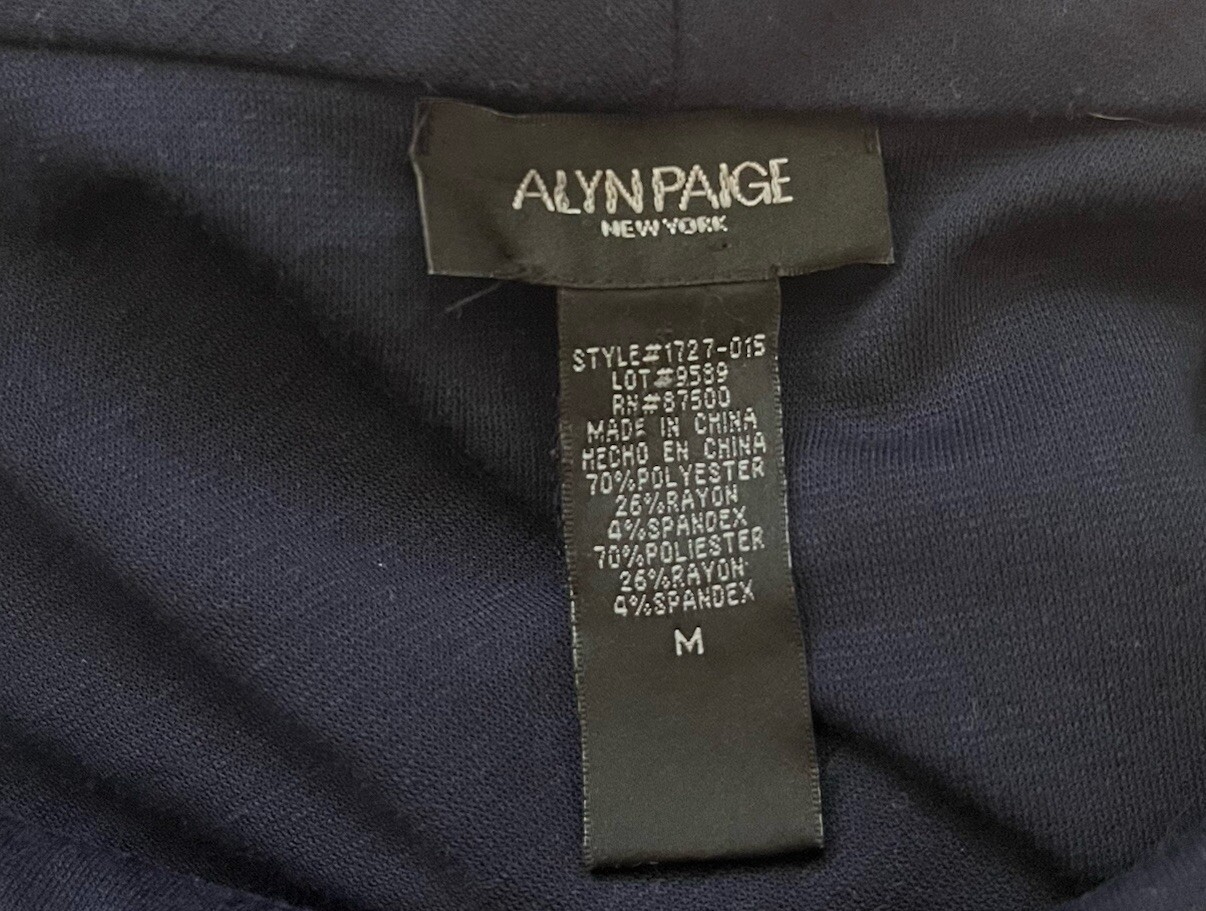 ALYN PAIGE
NEW YORK
STYLE#1727-015
LOT#9589
RN#87500
MADE IN CHINA
HECHO EN CHINA
70%POLYESTER
26%RAYON
4%SPANDEX
70%POLIESTER
26%RAYON
4%SPANDEX
M